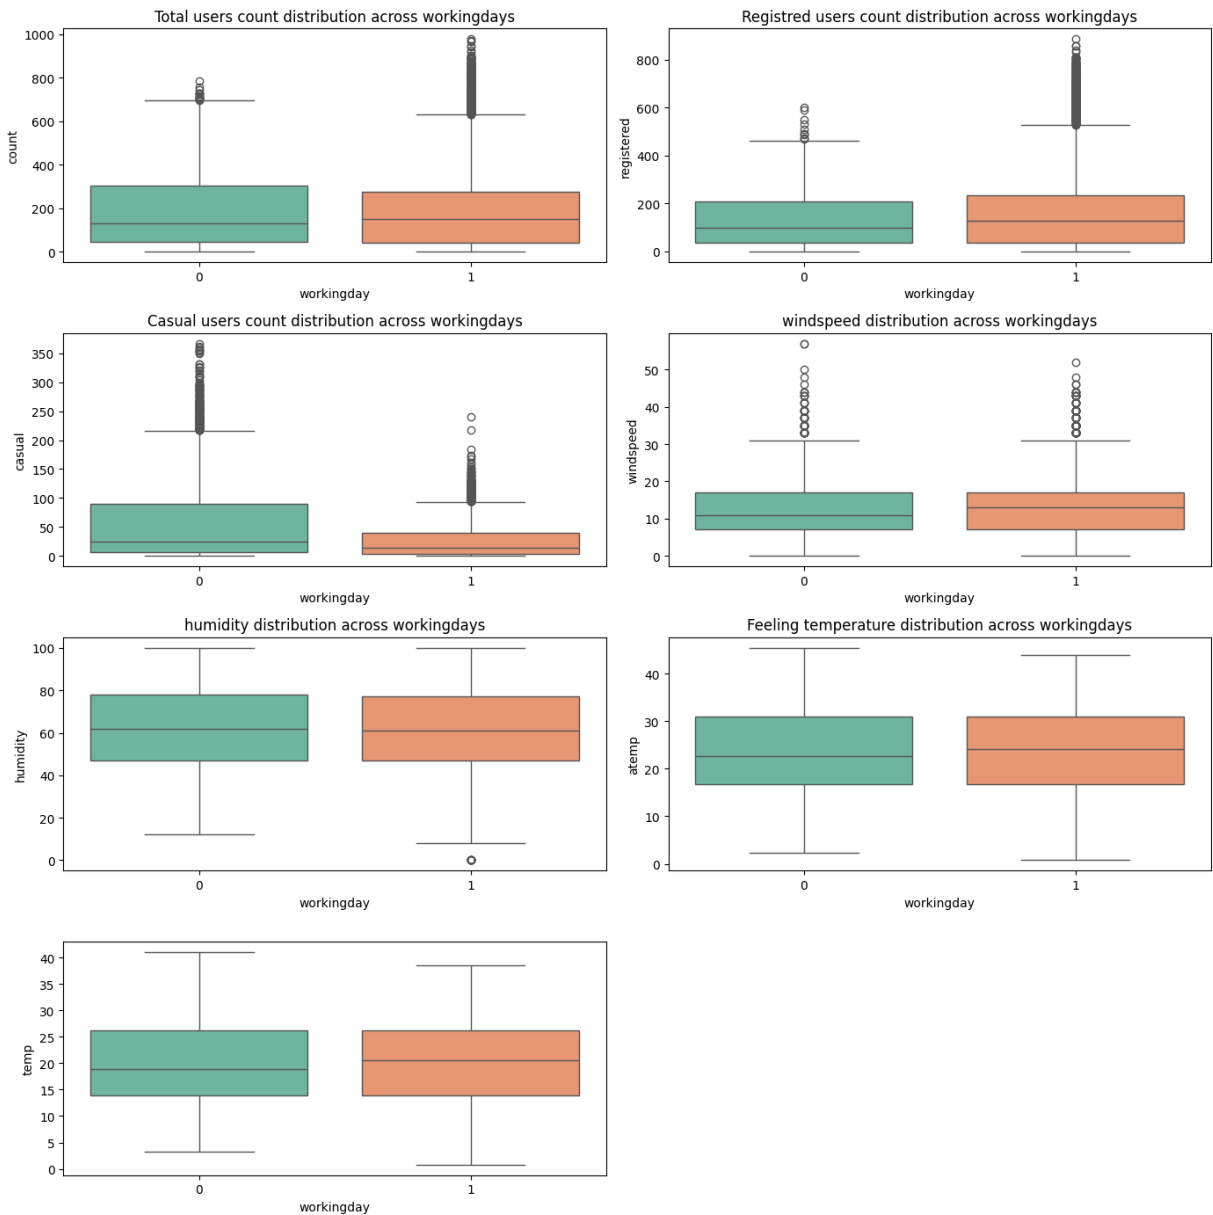 Total users count distribution across workingdays
1000
800
600
400
200
0
count
0 1
workingday
Registred users count distribution across workingdays
800
600
400
200
0
registered
0 1
workingday
Casual users count distribution across workingdays
350
300
250
200
150
100
50
0
casual
0 1
workingday
windspeed distribution across workingdays
50
40
30
20
10
0
windspeed
0 1
workingday
humidity distribution across workingdays
100
80
60
40
20
0
humidity
0 1
workingday
Feeling temperature distribution across workingdays
40
30
20
10
0
atemp
0 1
workingday
40
35
30
25
20
15
10
5
0
temp
0 1
workingday